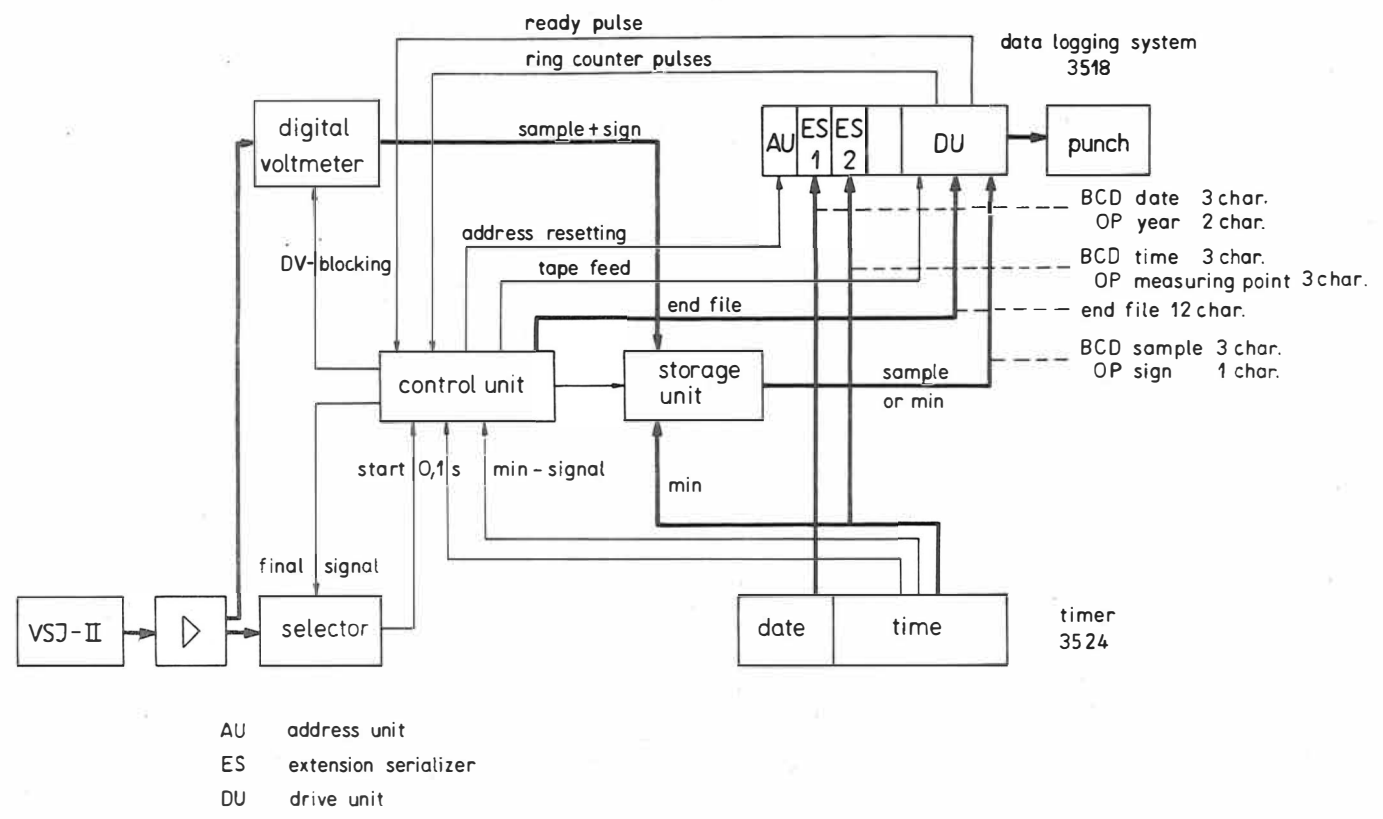 ready pulse
data logging system
3518
ring counter pulses
digital
voltmeter
sample + sign
AU
ES
1
ES
2
DU
punch
BCD date 3 char.
OP year 2 char.
address resetting
DV-blocking
tape feed
BCD time 3 char.
OP measuring point 3 char.
end file
end file 12 char.
control unit
storage
unit
sample
or min
BCD sample 3 char.
OP sign 1 char.
start 0,1 s
min - signal
min
final signal
VSJ-II
selector
date
time
timer
3524
AU address unit
ES extension serializer
DU drive unit